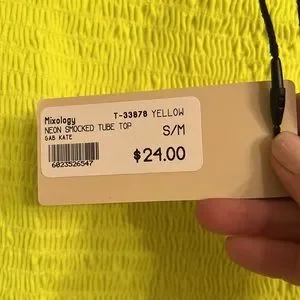 Mixology T-33878 YELLOW
NEON SMOCKED TUBE TOP S/M
GAB KATE
6023526547
$24.00